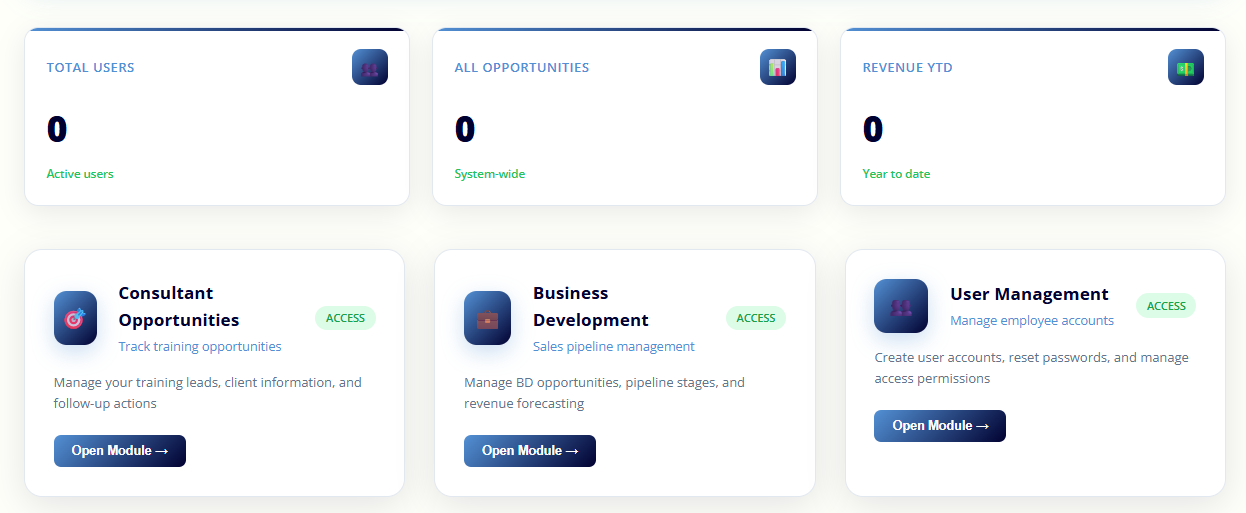 TOTAL USERS
0
Active users
ALL OPPORTUNITIES
0
System-wide
REVENUE YTD
0
Year to date
Consultant
Opportunities
Track training opportunities
ACCESS
Manage your training leads, client information, and
follow-up actions
Open Module →
Business
Development
Sales pipeline management
ACCESS
Manage BD opportunities, pipeline stages, and
revenue forecasting
Open Module →
User Management
Manage employee accounts
ACCESS
Create user accounts, reset passwords, and manage
access permissions
Open Module →